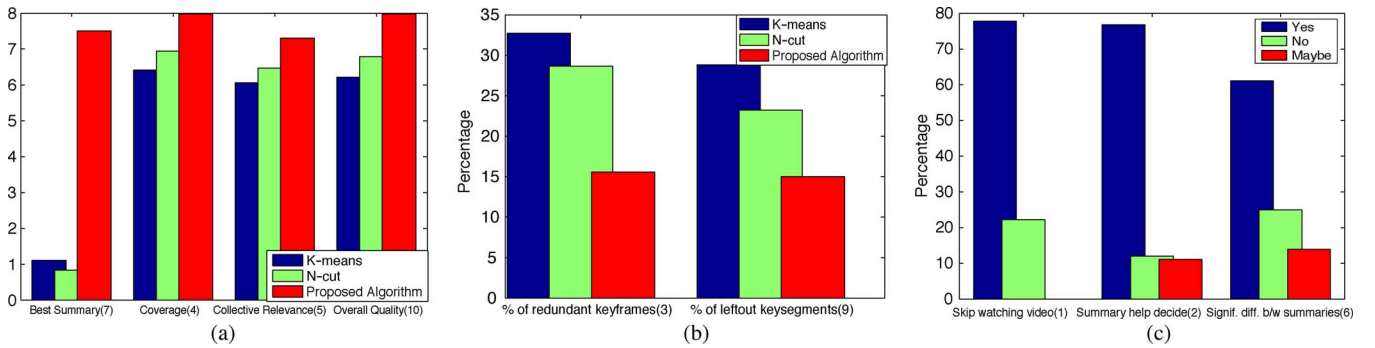 8
7
6
5
4
3
2
1
0
Best Summary(7) Coverage(4) Collective Relevance(5) Overall Quality(10)
K-means
N-cut
Proposed Algorithm
(a)
35
30
25
20
15
10
5
0
Percentage
K-means
N-cut
Proposed Algorithm
% of redundant keyframes(3) % of leftout keysegments(9)
(b)
80
70
60
50
40
30
20
10
0
Percentage
Yes
No
Maybe
Skip watching video(1) Summary help decide(2) Signif. diff. b/w summaries(6)
(c)